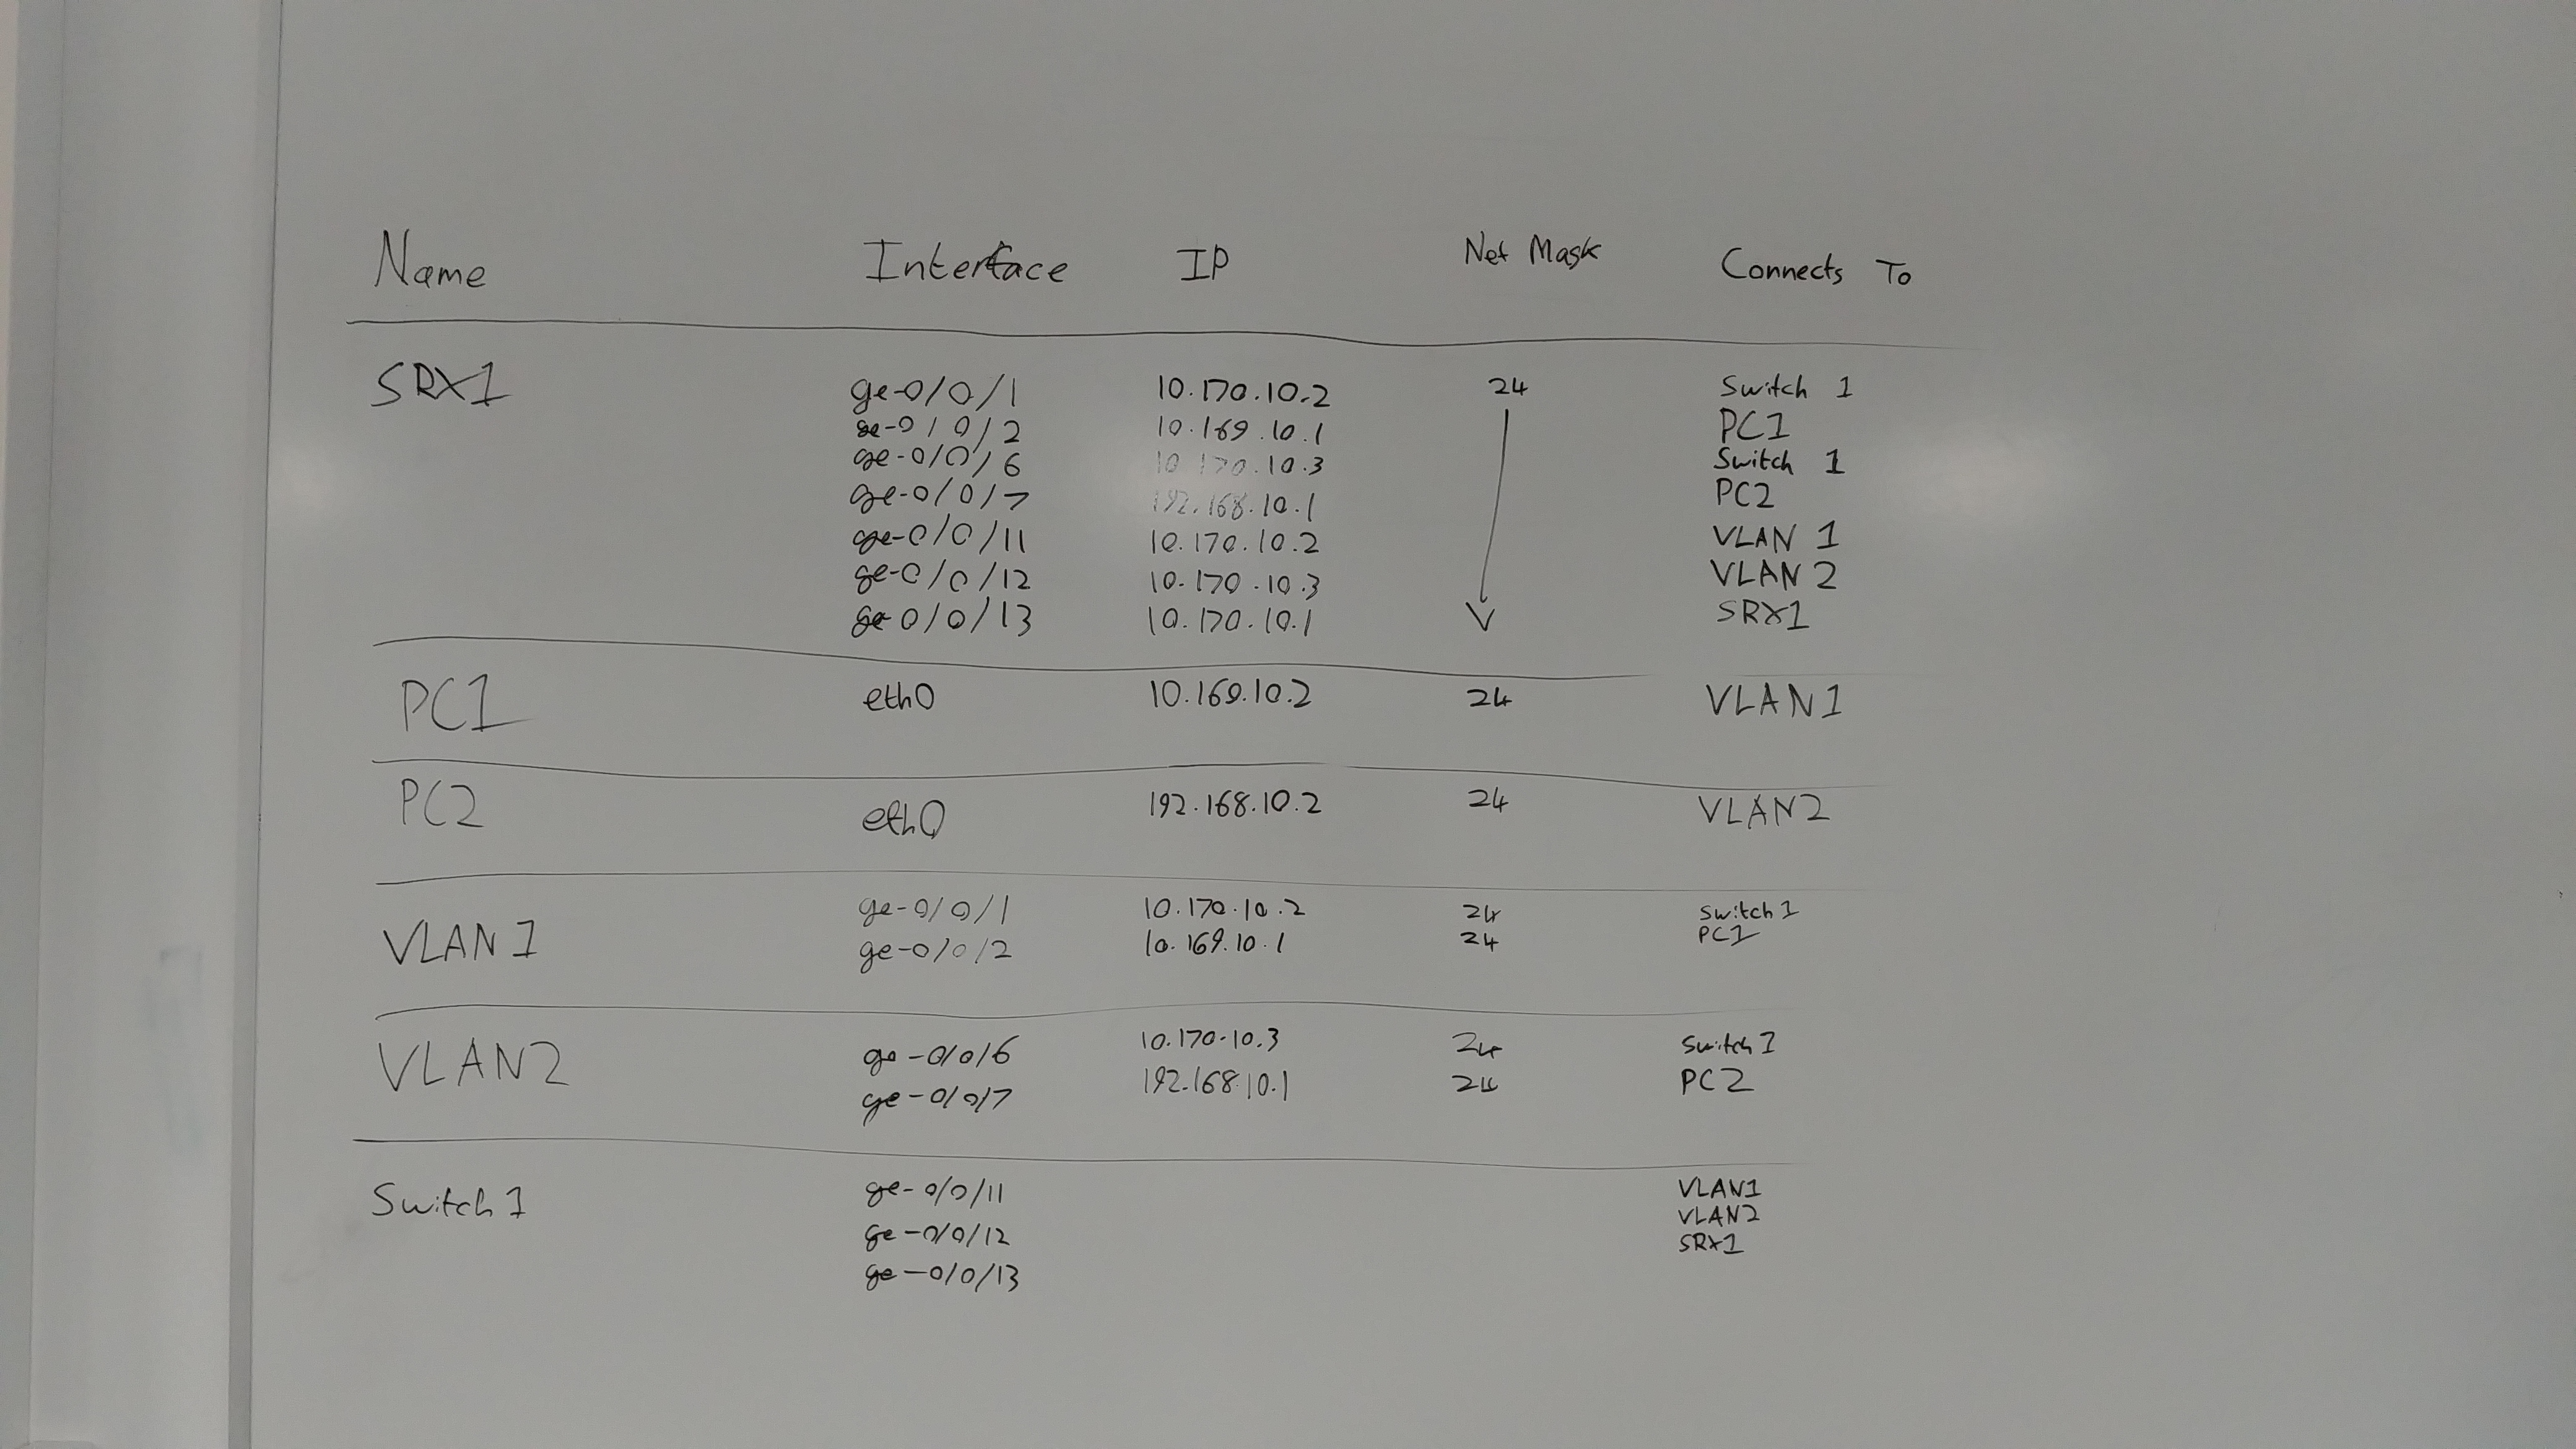 Name Interface IP Net Mask Connects To
SRX1 ge-0/0/1 10.170.10.2 24 Switch 1
ge-0/0/2 10.169.10.1 PC1
ge-0/0/6 10.170.10.3 Switch 1
ge-0/0/7 192.168.10.1 PC2
ge-0/0/11 10.170.10.2 VLAN 1
ge-0/0/12 10.170.10.3 VLAN 2
ge-0/0/13 10.170.10.1 SRX1
PC1 eth0 10.169.10.2 24 VLAN1
PC2 eth0 192.168.10.2 24 VLAN2
VLAN 1 ge-0/0/1 10.170.10.2 24 Switch 1
ge-0/0/2 10.169.10.1 24 PC1
VLAN2 ge-0/0/6 10.170.10.3 24 Switch 1
ge-0/0/7 192.168.10.1 24 PC2
Switch 1 ge-0/0/11 VLAN1
ge-0/0/12 VLAN2
ge-0/0/13 SRX1